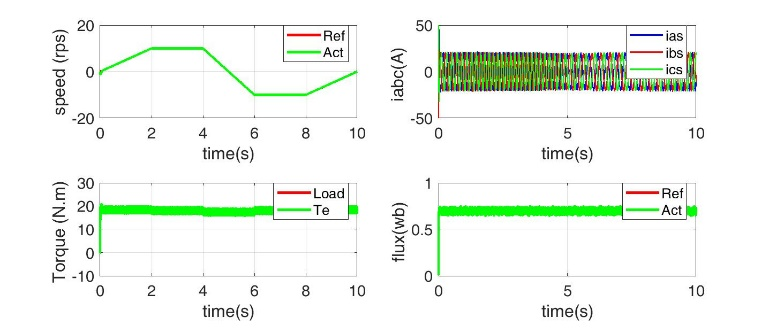 20
0
-20
speed (rps)
Ref
Act
0 2 4 6 8 10
time(s)
50
0
-50
iabc(A)
ias
ibs
ics
0 5 10
time(s)
30
20
10
0
-10
Torque (N.m)
Load
Te
0 2 4 6 8 10
time(s)
1
0.5
0
flux(wb)
Ref
Act
0 5 10
time(s)